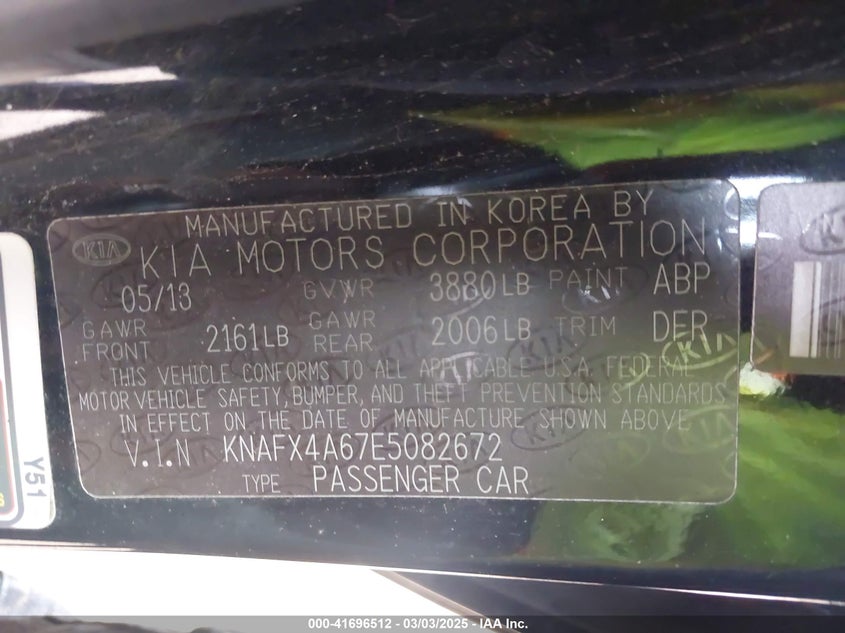 MANUFACTURED IN KOREA BY
KIA KIA MOTORS CORPORATION
05/13 GVWR 3880LB PAINT ABP
GAWR FRONT 2161LB GAWR REAR 2006LB TRIM DFR
THIS VEHICLE CONFORMS TO ALL APPLICABLE U.S.A. FEDERAL
MOTOR VEHICLE SAFETY, BUMPER, AND THEFT PREVENTION STANDARDS
IN EFFECT ON THE DATE OF MANUFACTURE SHOWN ABOVE
V.I.N KNAFX4A67E5082672
TYPE PASSENGER CAR
Y51
000-41696512 - 03/03/2025 - IAA Inc.